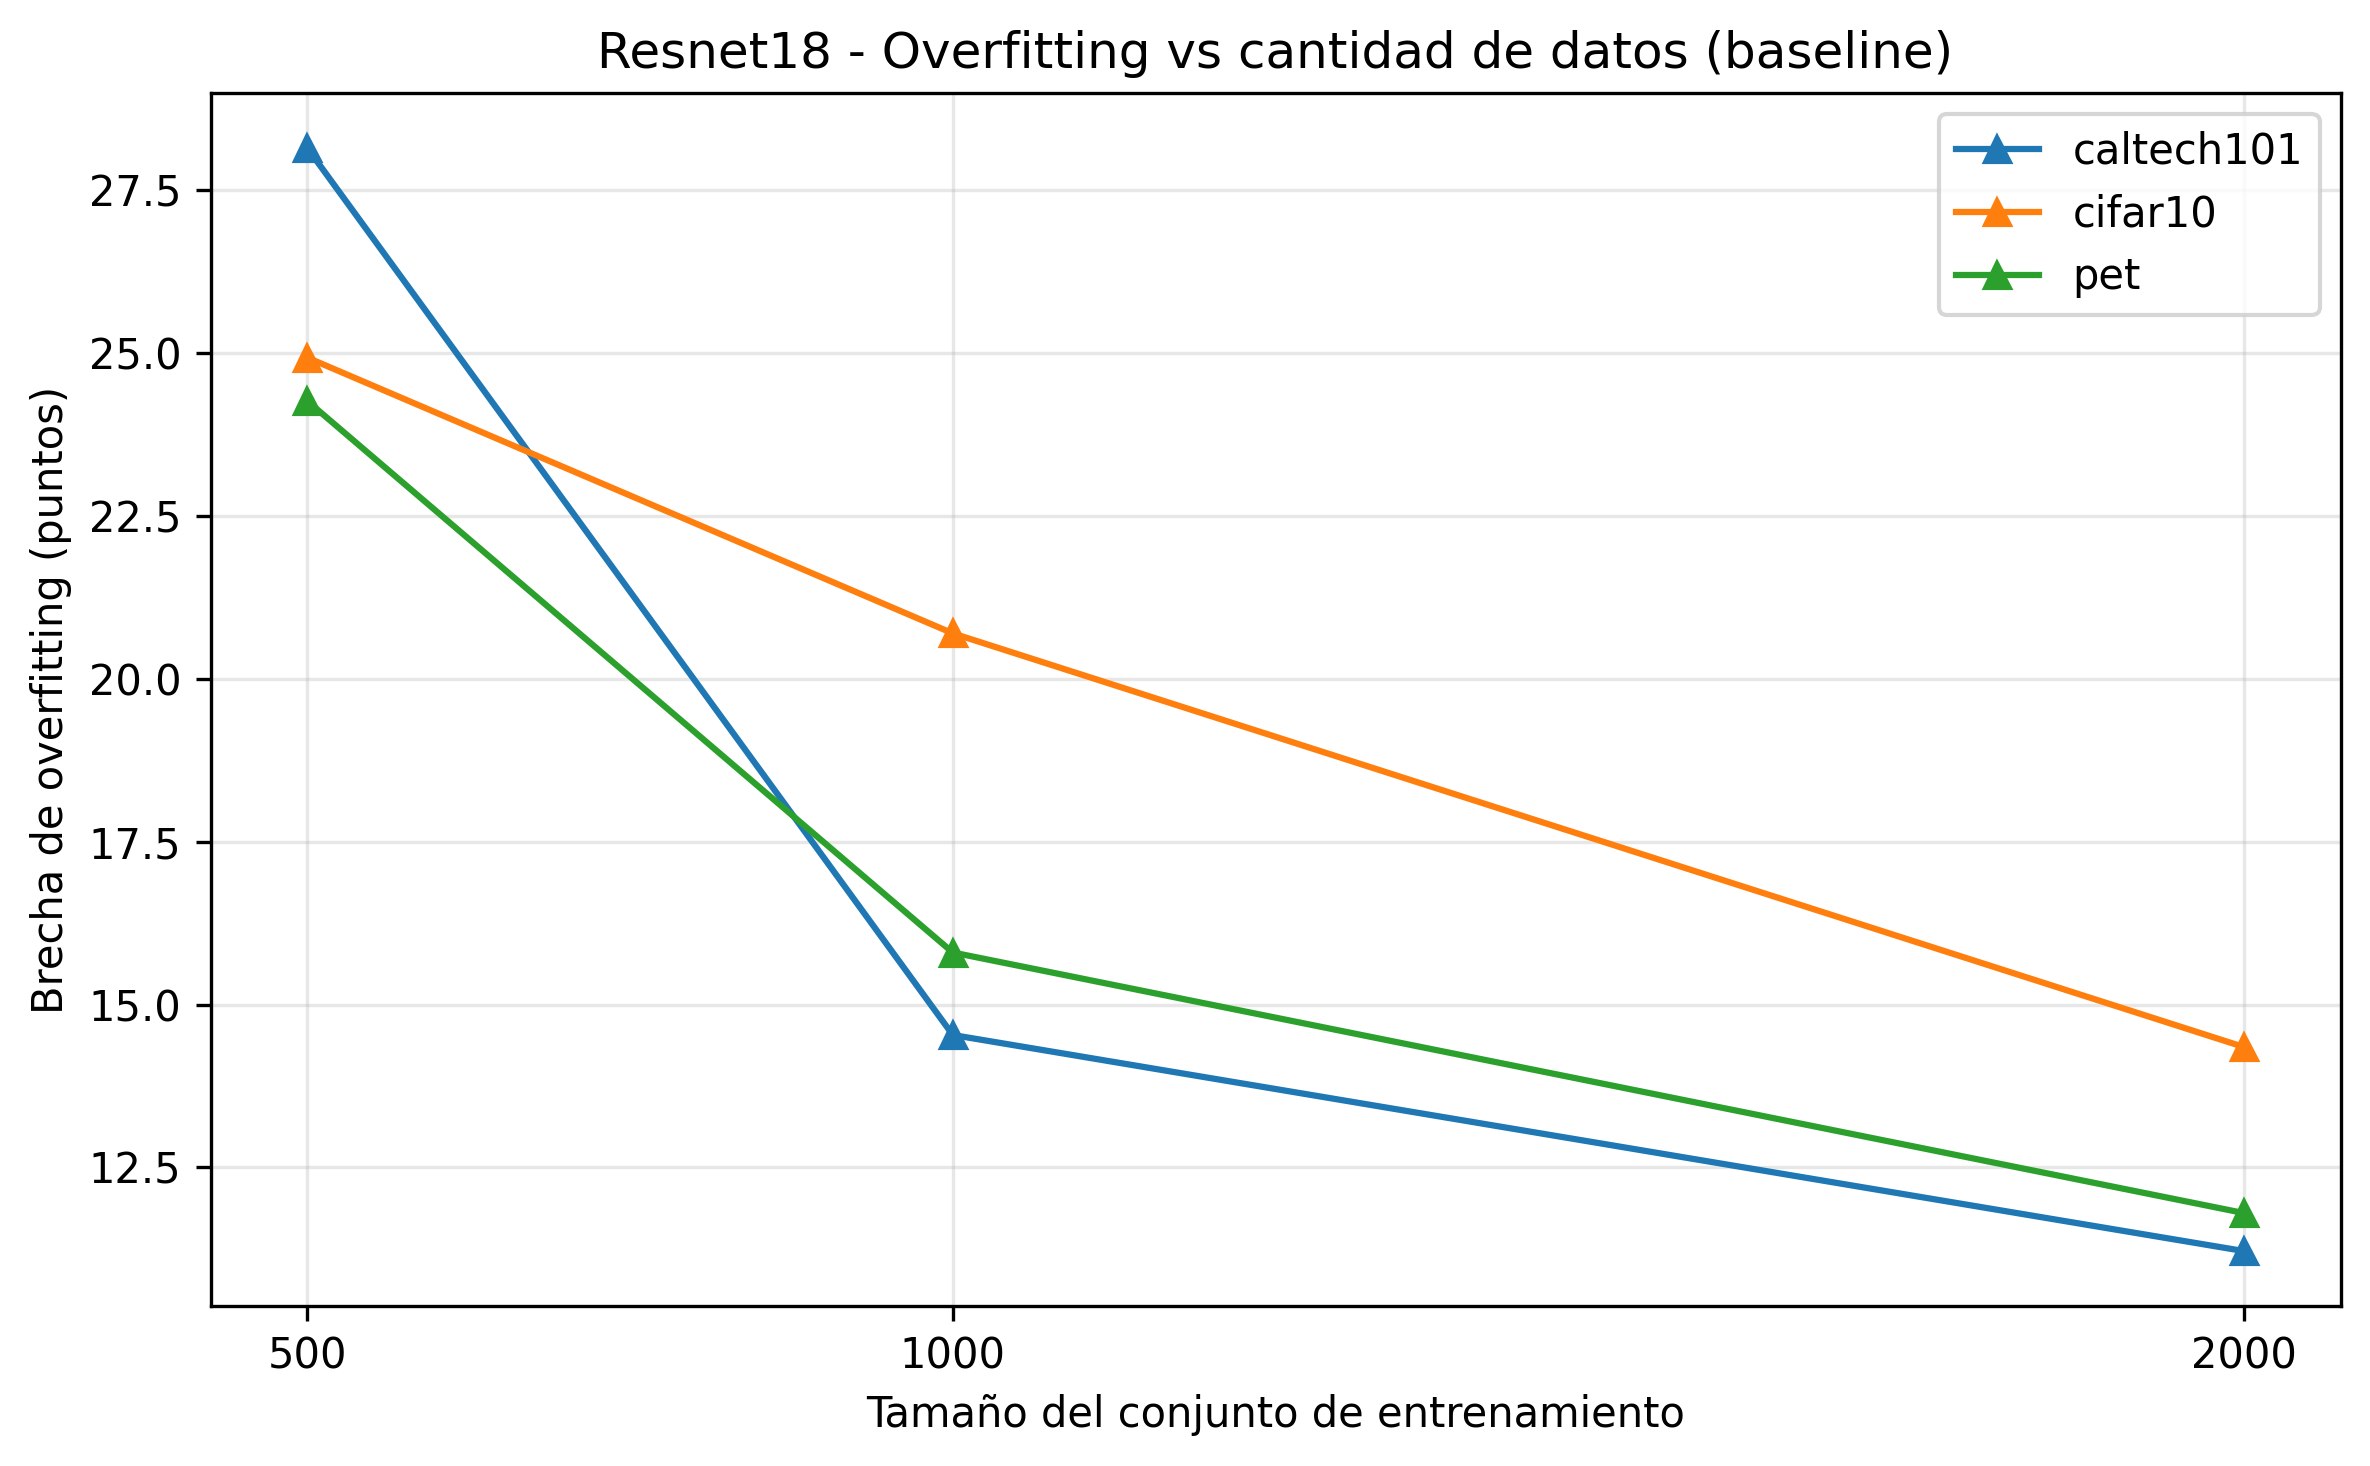 Resnet18 - Overfitting vs cantidad de datos (baseline)
caltech101
cifar10
pet
Brecha de overfitting (puntos)
27.5
25.0
22.5
20.0
17.5
15.0
12.5
500
1000
2000
Tamaño del conjunto de entrenamiento